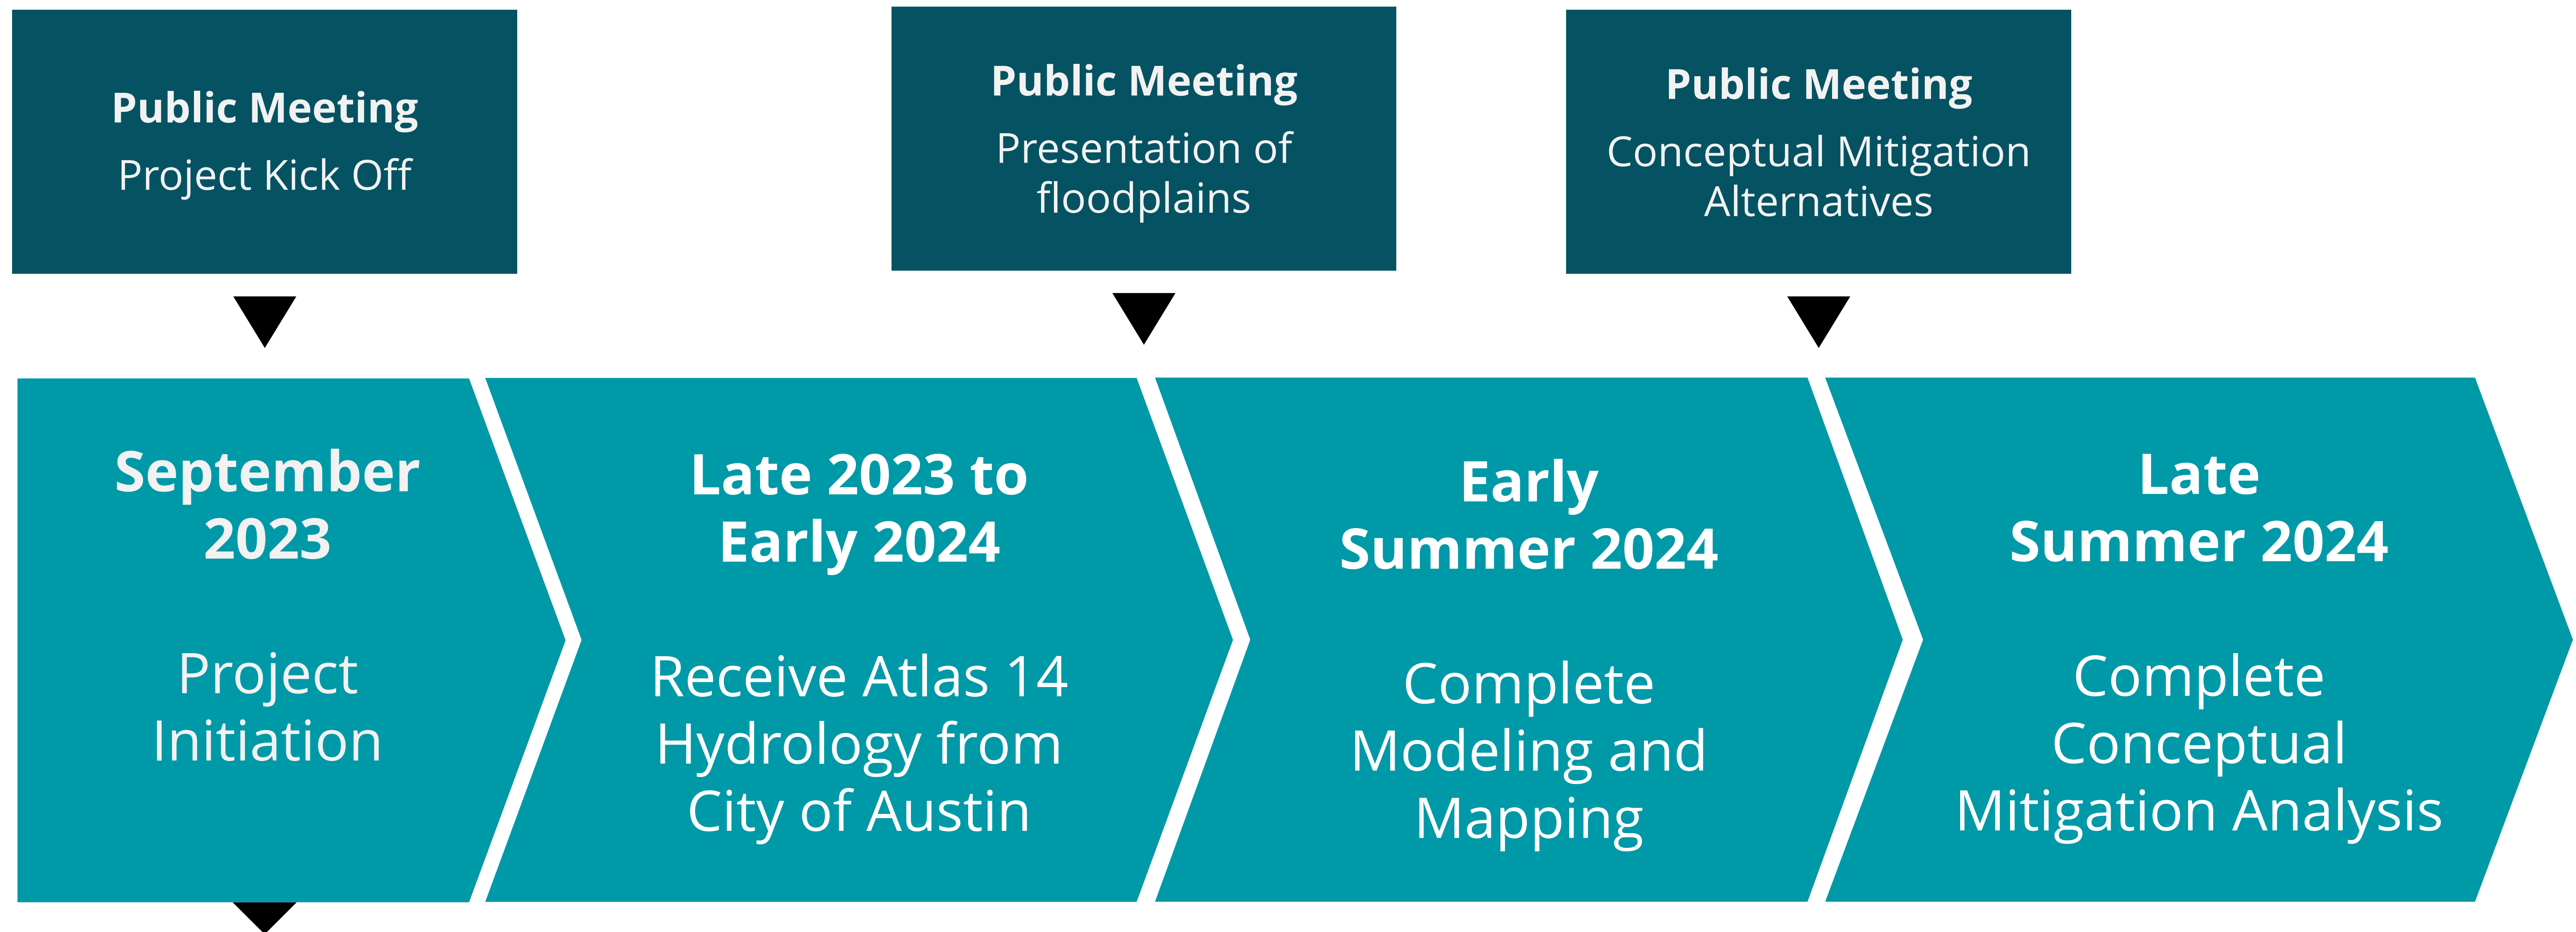 Public Meeting
Project Kick Off
Public Meeting
Presentation of
floodplains
Public Meeting
Conceptual Mitigation
Alternatives
September
2023
Project
Initiation
Late 2023 to
Early 2024
Receive Atlas 14
Hydrology from
City of Austin
Early
Summer 2024
Complete
Modeling and
Mapping
Late
Summer 2024
Complete
Conceptual
Mitigation Analysis